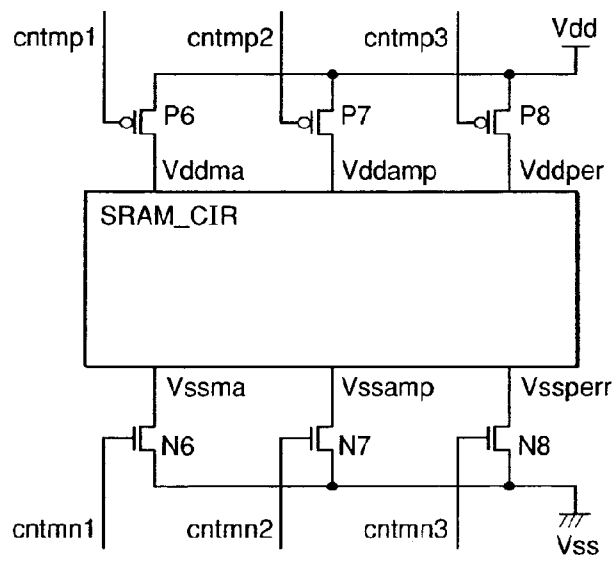 cntmp1 cntmp2 cntmp3 Vdd
P6 P7 P8
Vddma Vddamp Vddper
SRAM_CIR
Vssma Vssamp Vssperr
N6 N7 N8
cntmn1 cntmn2 cntmn3 Vss